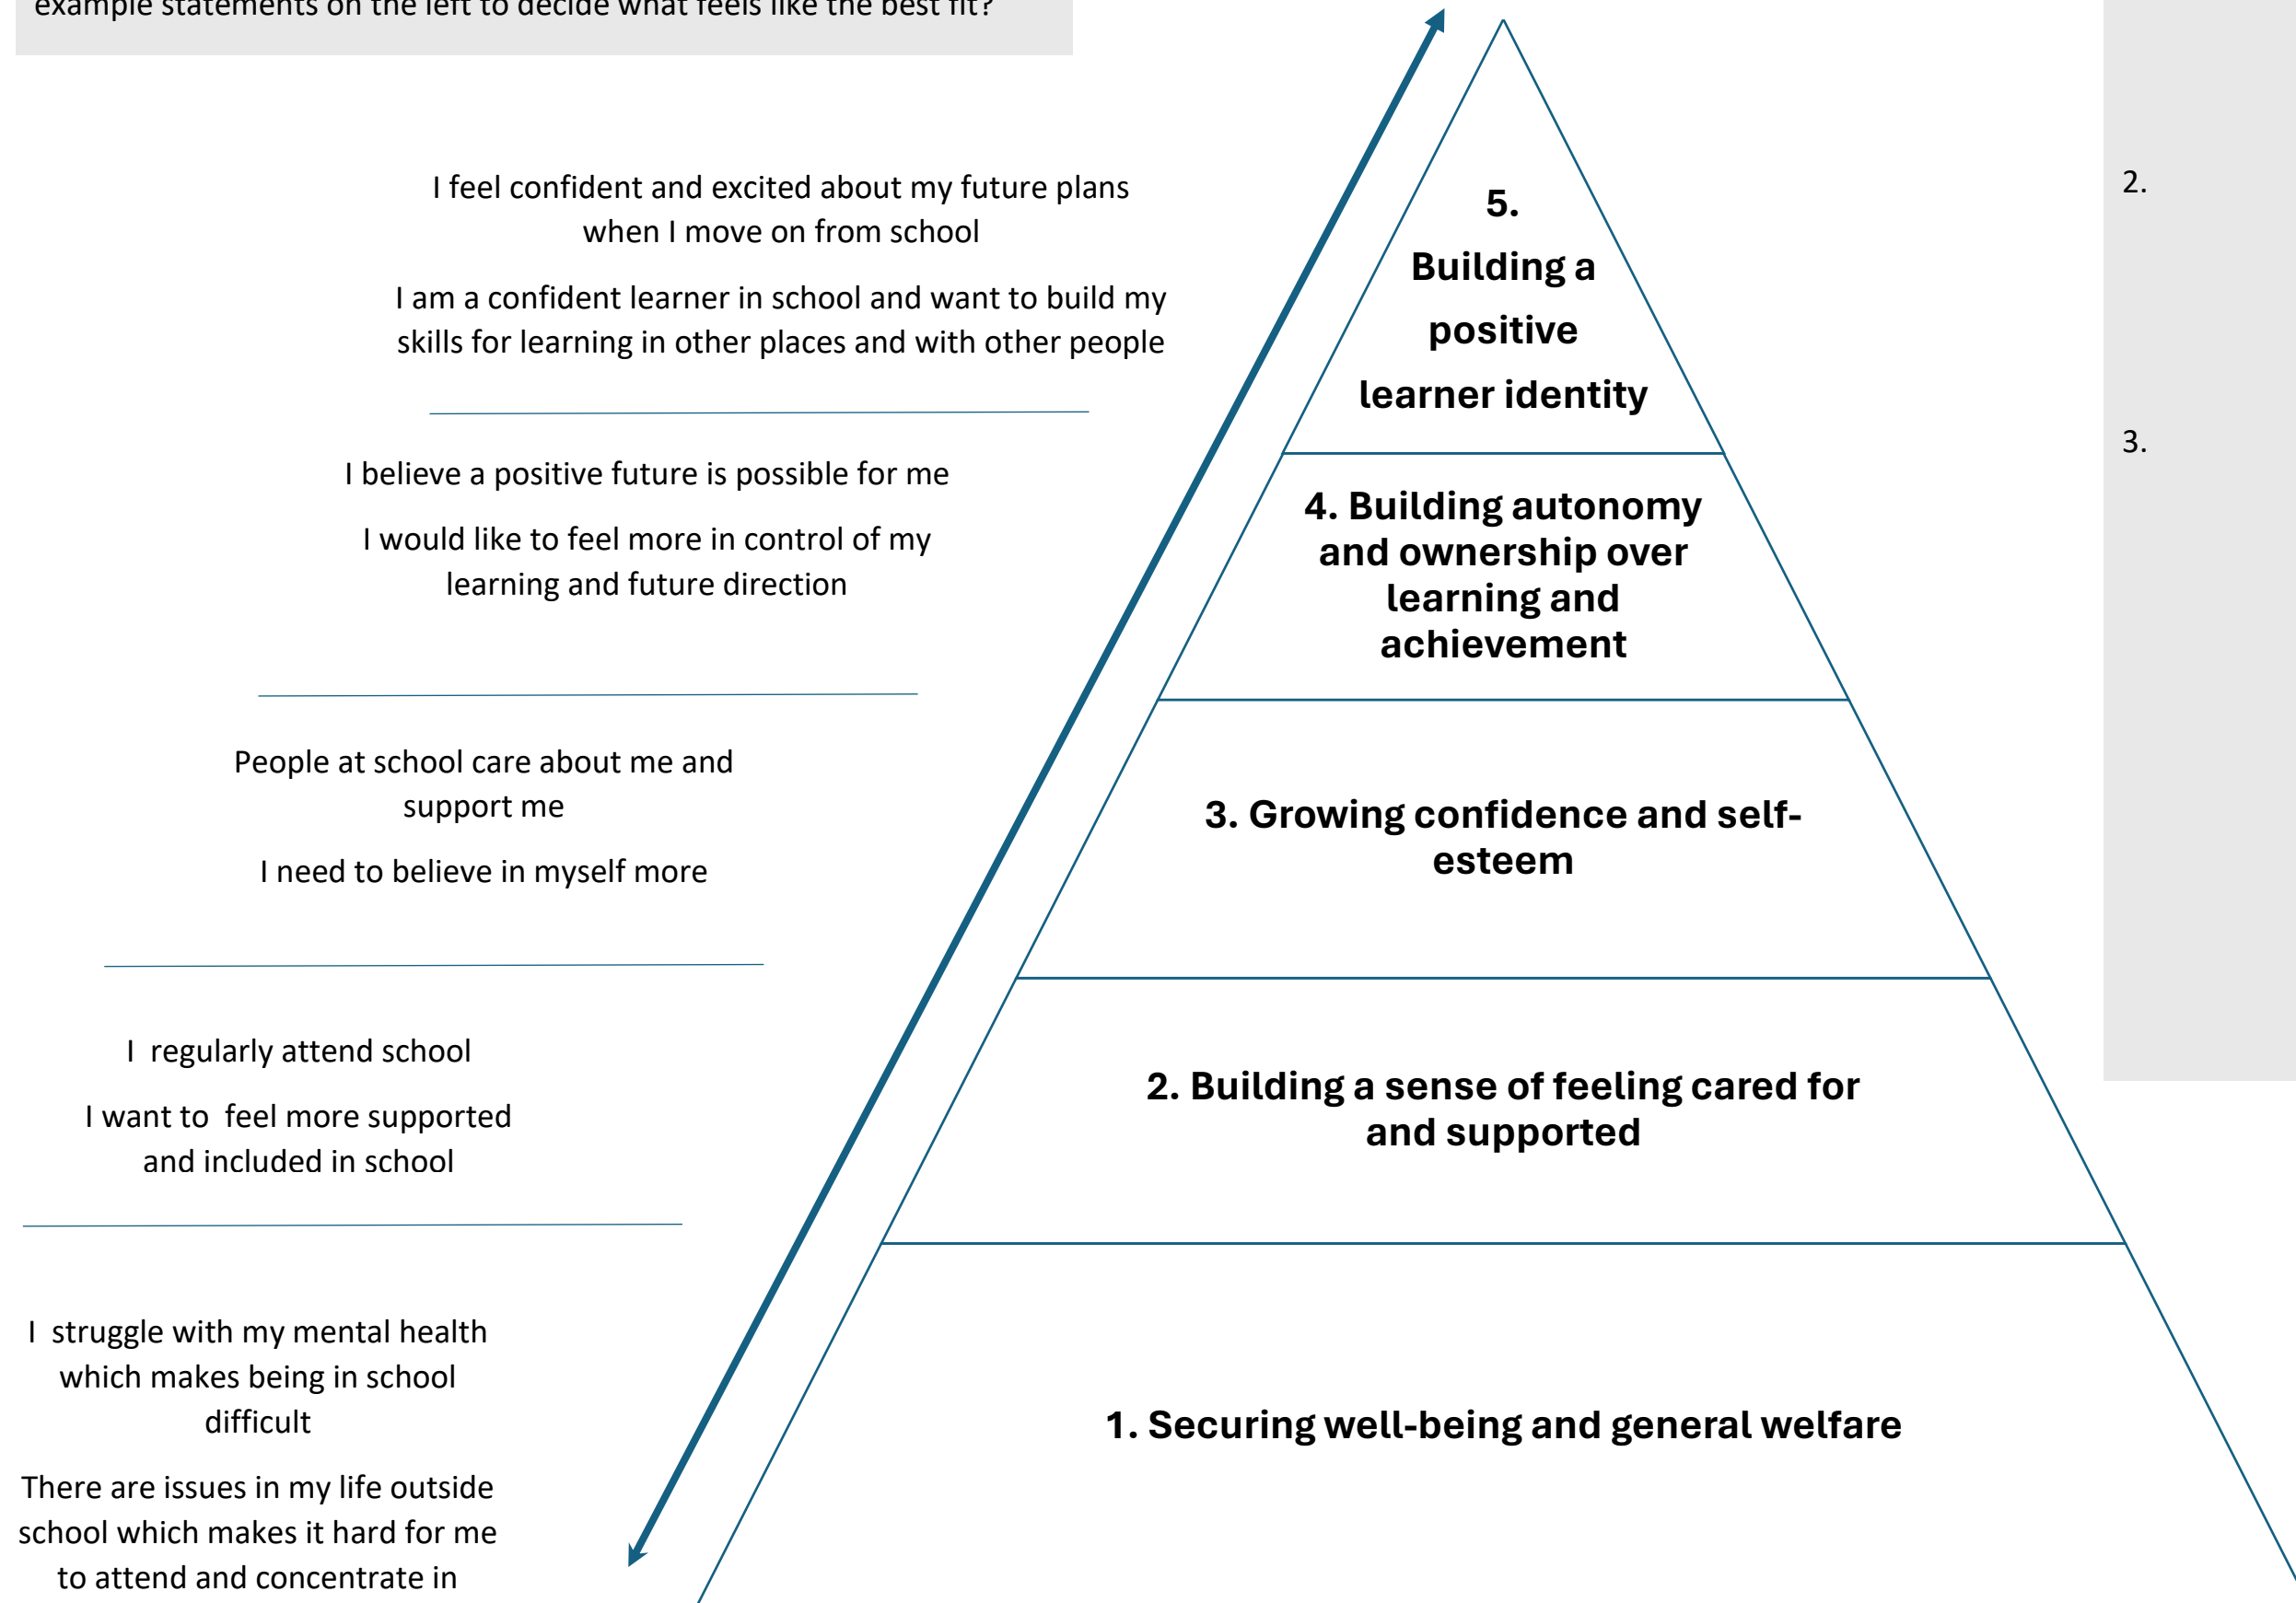 example statements on the left to decide what feels like the best fit?
I feel confident and excited about my future plans
when I move on from school
I am a confident learner in school and want to build my
skills for learning in other places and with other people
I believe a positive future is possible for me
I would like to feel more in control of my
learning and future direction
People at school care about me and
support me
I need to believe in myself more
I regularly attend school
I want to feel more supported
and included in school
I struggle with my mental health
which makes being in school
difficult
There are issues in my life outside
school which makes it hard for me
to attend and concentrate in
5.
Building a
positive
learner identity
4. Building autonomy
and ownership over
learning and
achievement
3. Growing confidence and self-
esteem
2. Building a sense of feeling cared for
and supported
1. Securing well-being and general welfare
2.
3.